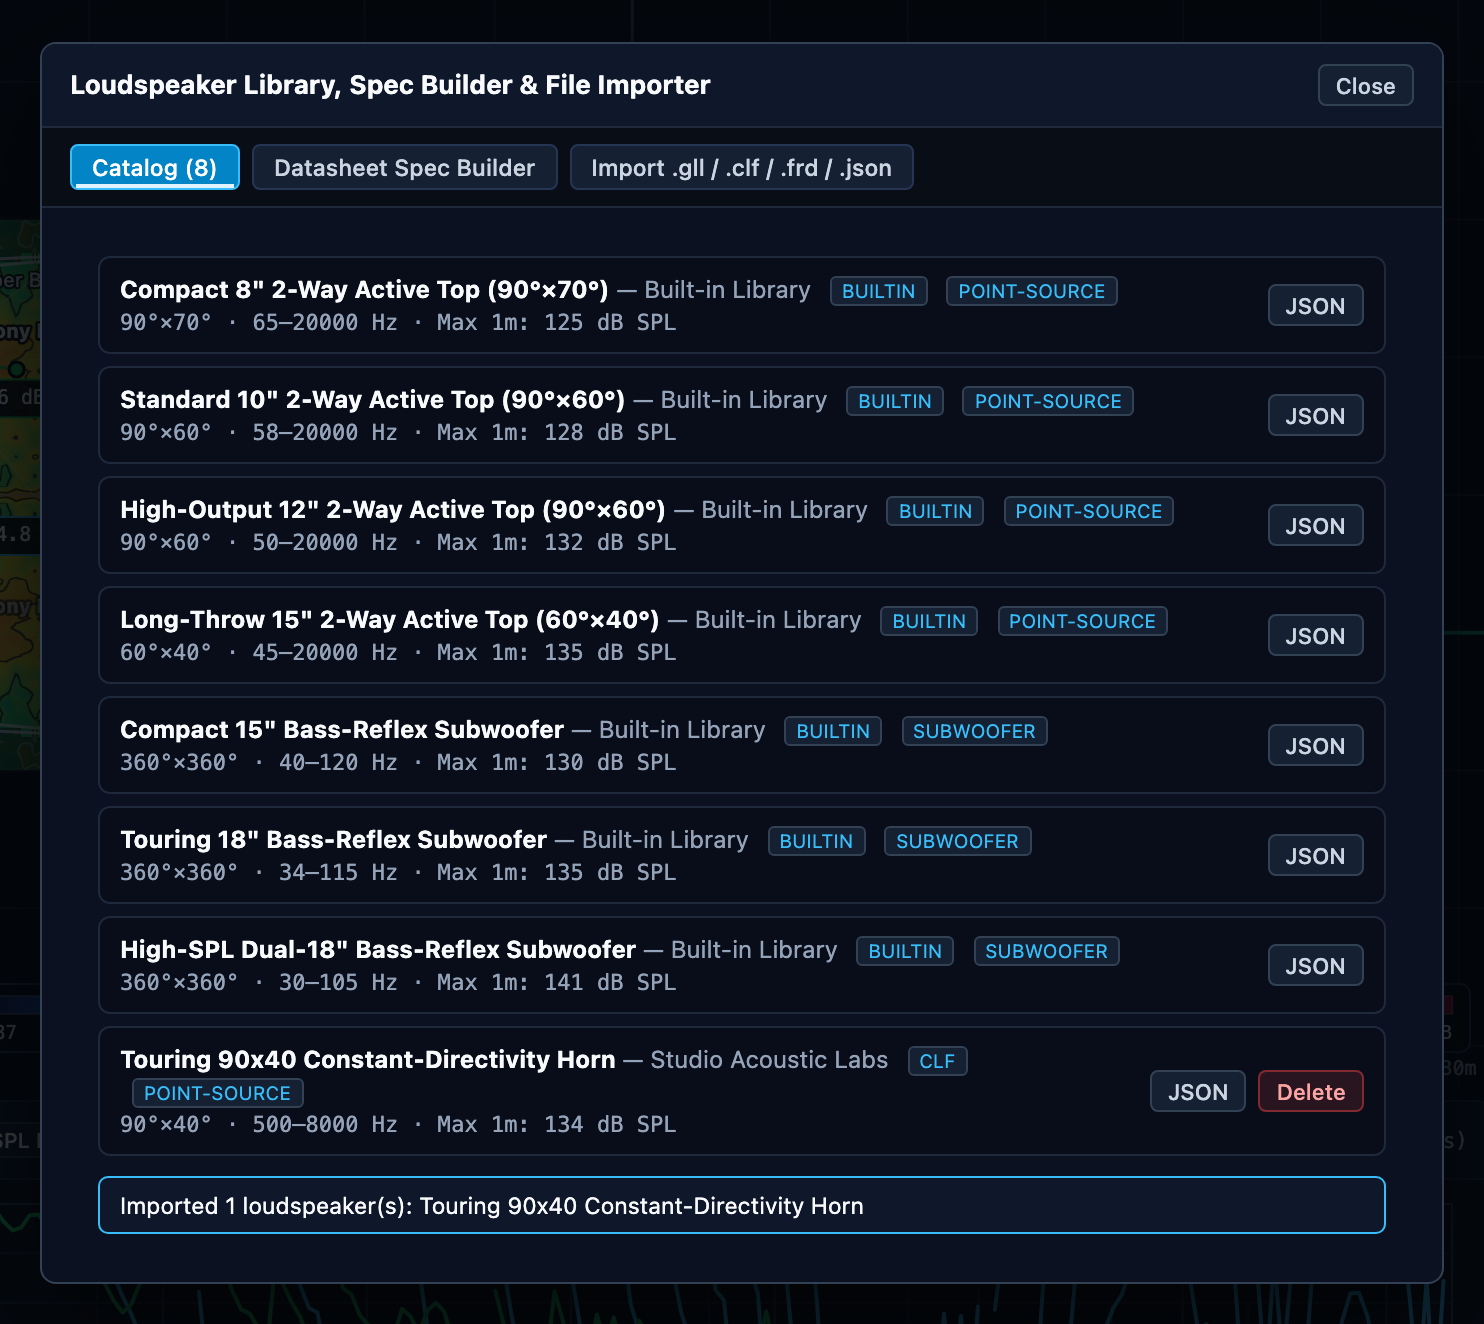 Loudspeaker Library, Spec Builder & File Importer
Close
Catalog (8)
Datasheet Spec Builder
Import .gll / .clf / .frd / .json
Compact 8" 2-Way Active Top (90°×70°) — Built-in Library BUILTIN POINT-SOURCE
90°×70° · 65–20000 Hz · Max 1m: 125 dB SPL
JSON
Standard 10" 2-Way Active Top (90°×60°) — Built-in Library BUILTIN POINT-SOURCE
90°×60° · 58–20000 Hz · Max 1m: 128 dB SPL
JSON
High-Output 12" 2-Way Active Top (90°×60°) — Built-in Library BUILTIN POINT-SOURCE
90°×60° · 50–20000 Hz · Max 1m: 132 dB SPL
JSON
Long-Throw 15" 2-Way Active Top (60°×40°) — Built-in Library BUILTIN POINT-SOURCE
60°×40° · 45–20000 Hz · Max 1m: 135 dB SPL
JSON
Compact 15" Bass-Reflex Subwoofer — Built-in Library BUILTIN SUBWOOFER
360°×360° · 40–120 Hz · Max 1m: 130 dB SPL
JSON
Touring 18" Bass-Reflex Subwoofer — Built-in Library BUILTIN SUBWOOFER
360°×360° · 34–115 Hz · Max 1m: 135 dB SPL
JSON
High-SPL Dual-18" Bass-Reflex Subwoofer — Built-in Library BUILTIN SUBWOOFER
360°×360° · 30–105 Hz · Max 1m: 141 dB SPL
JSON
Touring 90x40 Constant-Directivity Horn — Studio Acoustic Labs CLF
POINT-SOURCE
90°×40° · 500–8000 Hz · Max 1m: 134 dB SPL
JSON
Delete
Imported 1 loudspeaker(s): Touring 90x40 Constant-Directivity Horn